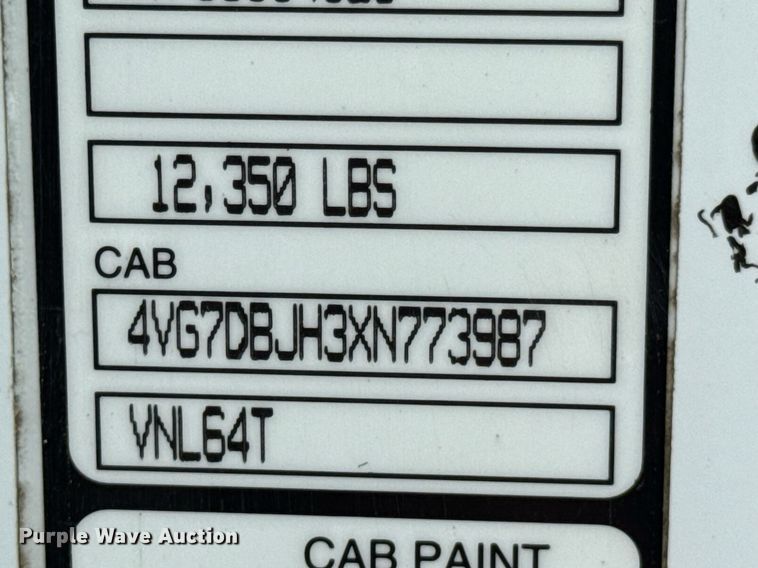 12,350 LBS
CAB
4VG7DBJH3XN773987
VNL64T
CAB PAINT
Purple Wave Auction